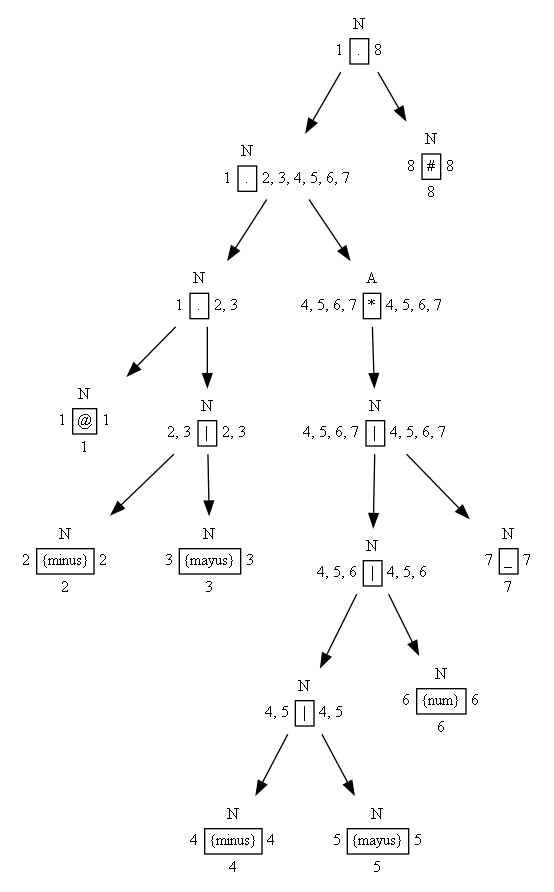 N
1 . 8
N
8 # 8
8
N
1 . 2, 3, 4, 5, 6, 7
N
1 . 2, 3
A
4, 5, 6, 7 * 4, 5, 6, 7
N
1 @ 1
1
N
2, 3 | 2, 3
N
4, 5, 6, 7 | 4, 5, 6, 7
N
2 {minus} 2
2
N
3 {mayus} 3
3
N
4, 5, 6 | 4, 5, 6
N
7 _ 7
7
N
4, 5 | 4, 5
N
6 {num} 6
6
N
4 {minus} 4
4
N
5 {mayus} 5
5